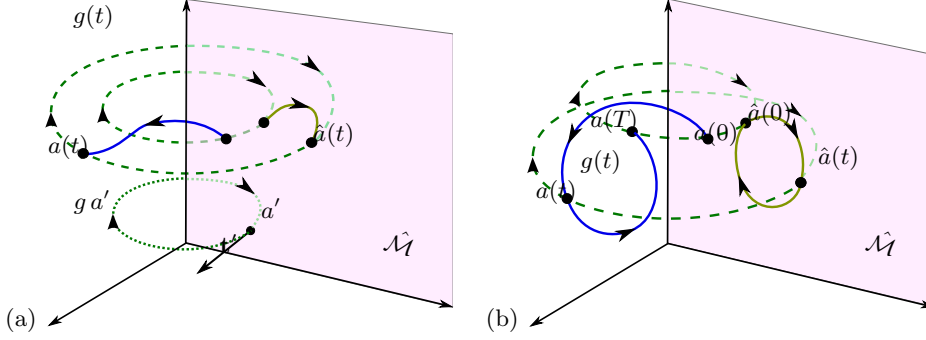 g(t)
a(t)
â(t)
g a′
a′
t′
ℳ̂
(a)
â(0)
a(T)
a(0)
g(t)
â(t)
a(t)
ℳ̂
(b)